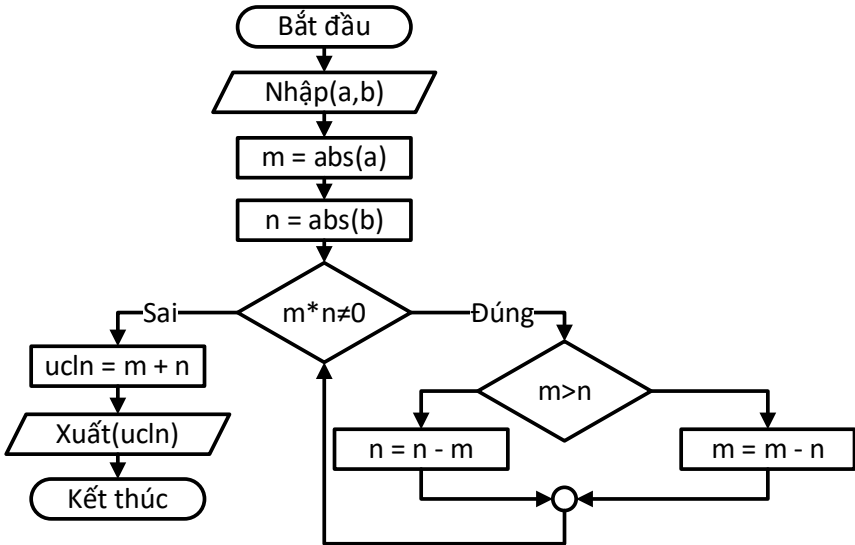 Bắt đầu
Nhập(a,b)
m = abs(a)
n = abs(b)
m*n≠0
Sai
Đúng
ucln = m + n
Xuất(ucln)
Kết thúc
m>n
n = n - m
m = m - n